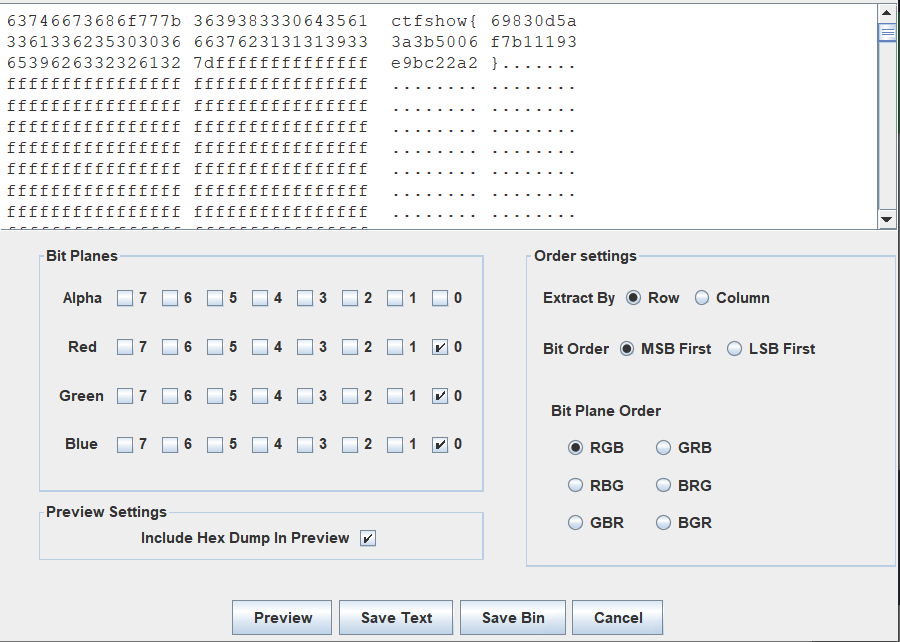 63746673686f777b 3639383330643561 ctfshow{ 69830d5a
3361336235303036 6637623131313933 3a3b5006 f7b11193
6539626332326132 7dffffffffffffff e9bc22a2 }.......
ffffffffffffffff ffffffffffffffff ........ ........
ffffffffffffffff ffffffffffffffff ........ ........
ffffffffffffffff ffffffffffffffff ........ ........
ffffffffffffffff ffffffffffffffff ........ ........
ffffffffffffffff ffffffffffffffff ........ ........
ffffffffffffffff ffffffffffffffff ........ ........
ffffffffffffffff ffffffffffffffff ........ ........
Bit Planes
Alpha 7 6 5 4 3 2 1 0
Red 7 6 5 4 3 2 1 0
Green 7 6 5 4 3 2 1 0
Blue 7 6 5 4 3 2 1 0
Preview Settings
Include Hex Dump In Preview
Order settings
Extract By Row Column
Bit Order MSB First LSB First
Bit Plane Order
RGB GRB
RBG BRG
GBR BGR
Preview Save Text Save Bin Cancel